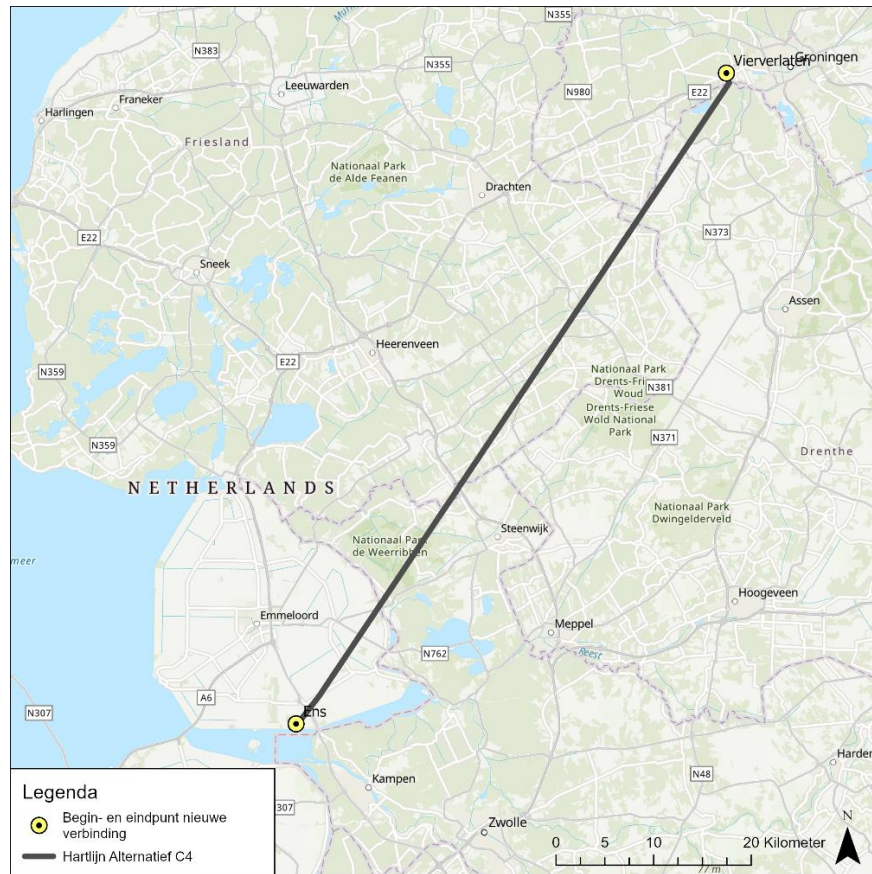 N355
N383
Vierverlaten
Groningen
N355
Leeuwarden
E22
N980
Franeker
Harlingen
Friesland
Nationaal Park
de Alde Feanen
Drachten
E22
N373
Sneek
Assen
Heerenveen
E22
N359
Nationaal Park
Drents-Fri
Woud
N381
Drents-Friese
Wold National
Park
N371
N359
Drenthe
NETHERLANDS
Nationaal Park
Dwingelderveld
Steenwijk
Nationaal Park
de Weerribben
meer
Hoogeveen
Emmeloord
Meppel
Reest
N762
A6
Ens
N307
Harden
N48
Kampen
Legenda
307
Begin- en eindpunt nieuwe
verbinding
Hartlijn Alternatief C4
Zwolle
0 5 10 20 Kilometer
N
77 m